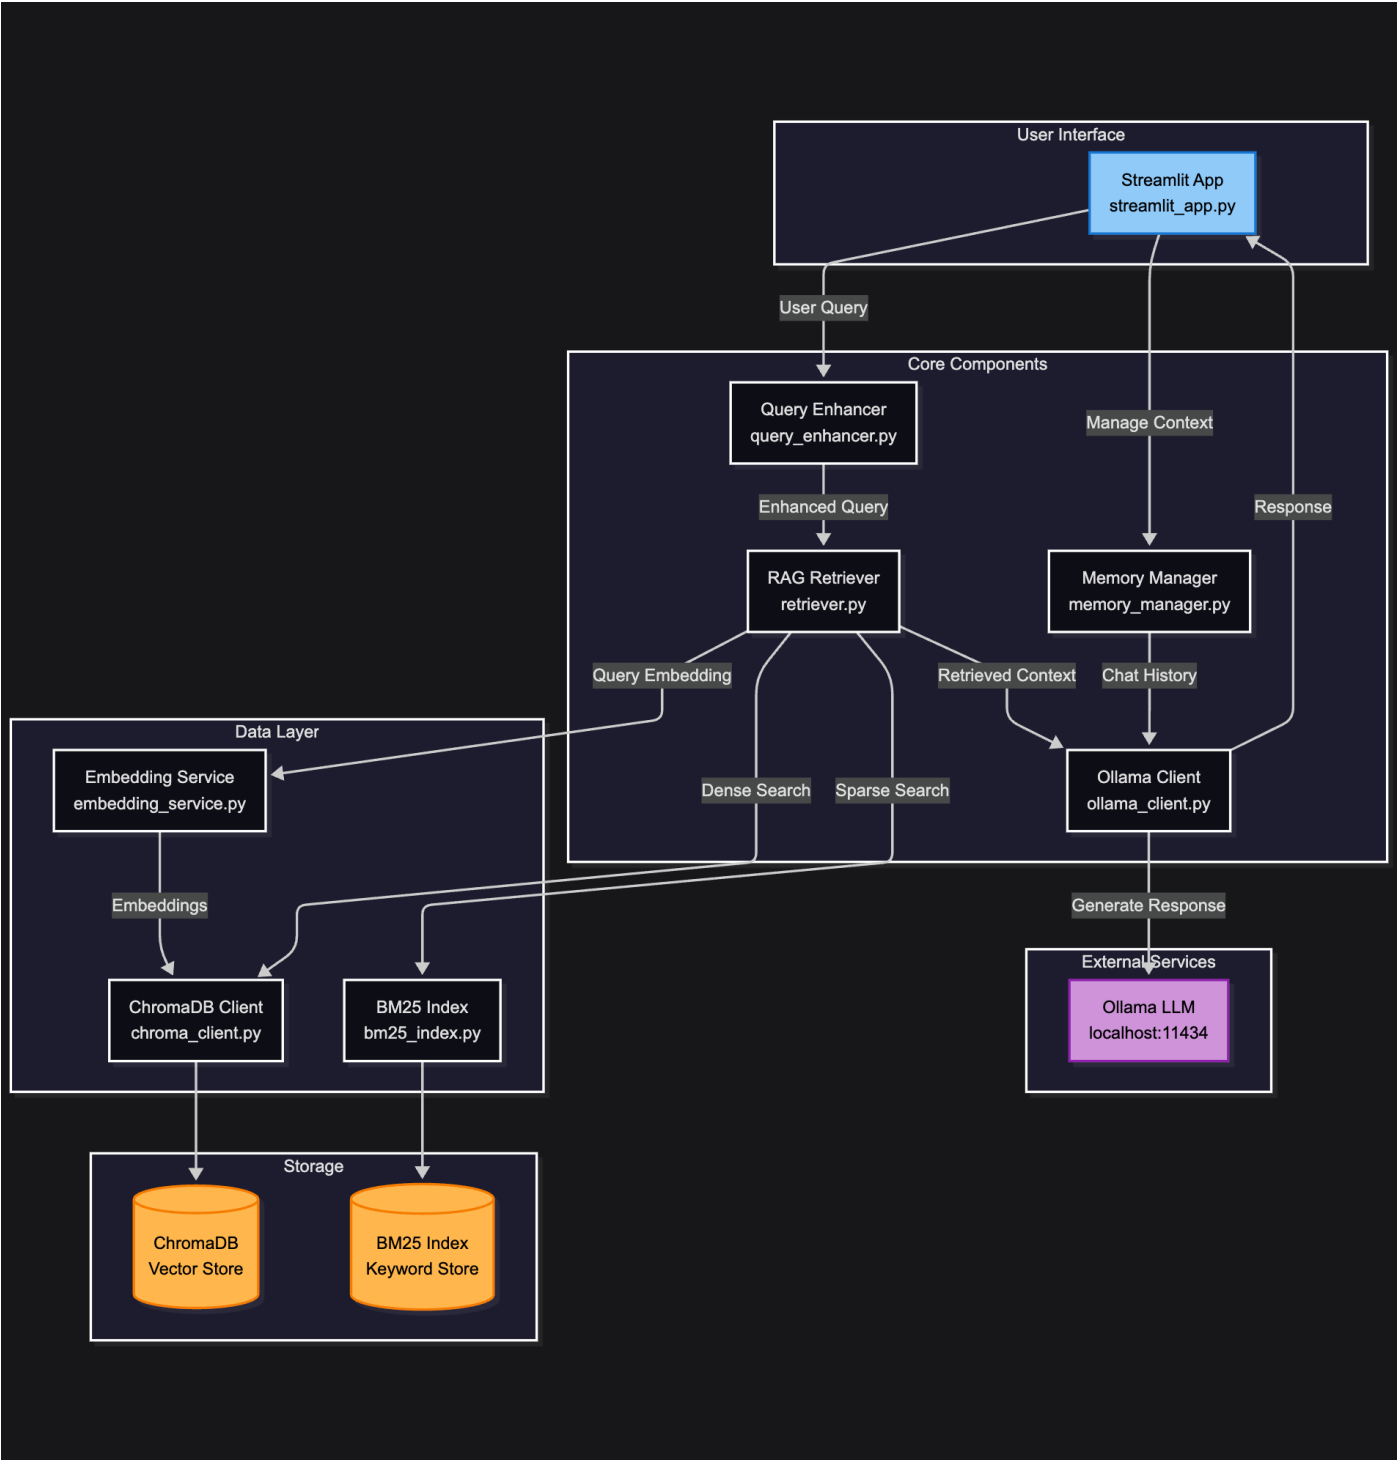 User Interface
Streamlit App
streamlit_app.py
User Query
Core Components
Query Enhancer
query_enhancer.py
Manage Context
Enhanced Query
Response
RAG Retriever
retriever.py
Memory Manager
memory_manager.py
Query Embedding
Retrieved Context
Chat History
Data Layer
Embedding Service
embedding_service.py
Dense Search
Sparse Search
Ollama Client
ollama_client.py
Embeddings
Generate Response
External Services
ChromaDB Client
chroma_client.py
BM25 Index
bm25_index.py
Ollama LLM
localhost:11434
Storage
ChromaDB
Vector Store
BM25 Index
Keyword Store